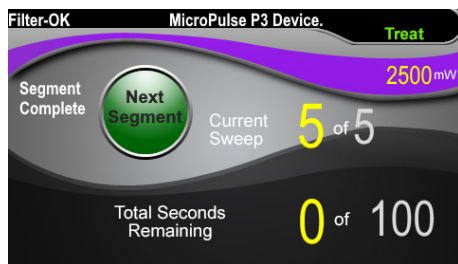 Filter-OK MicroPulse P3 Device.
Treat
2500mW
Segment
Complete
Next
Segment
Current
Sweep
5 of 5
Total Seconds
Remaining
0 of 100